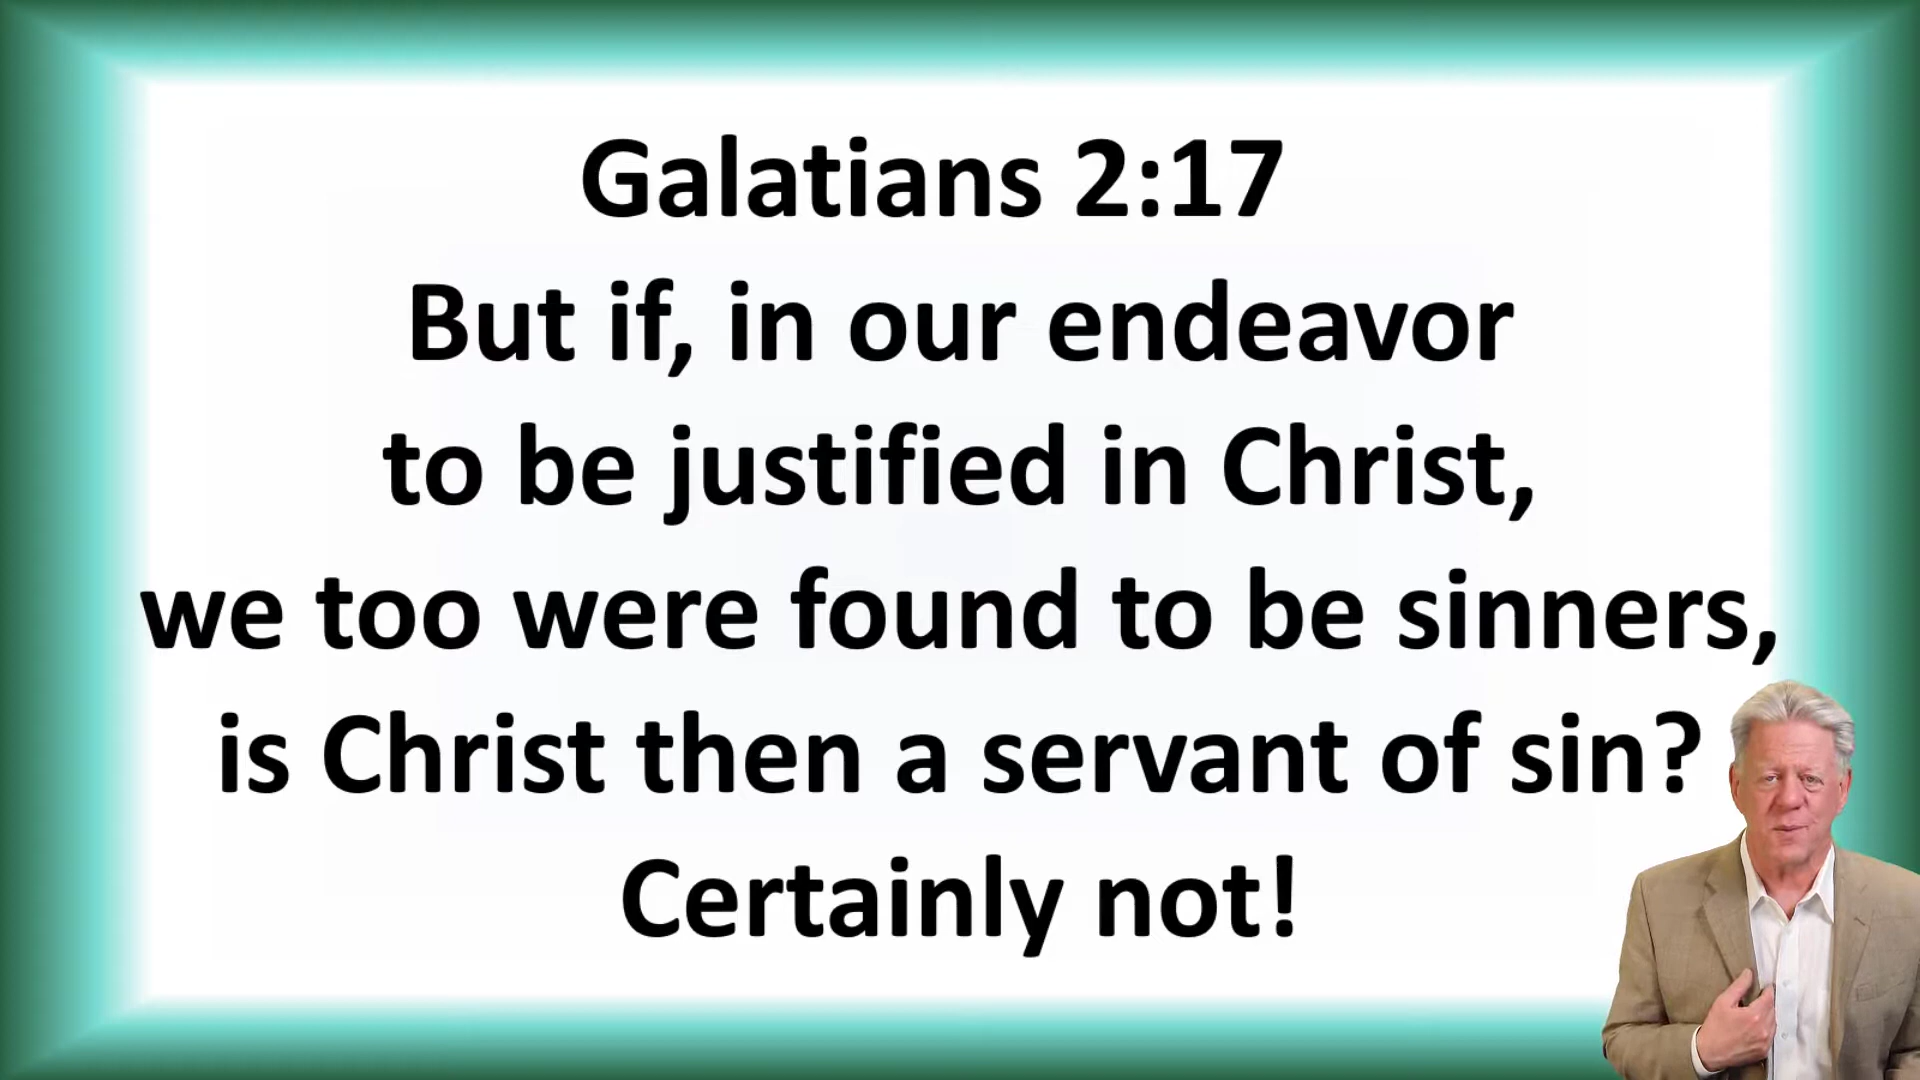 Galatians 2:17
But if, in our endeavor
to be justified in Christ,
we too were found to be sinners,
is Christ then a servant of sin?
Certainly not!